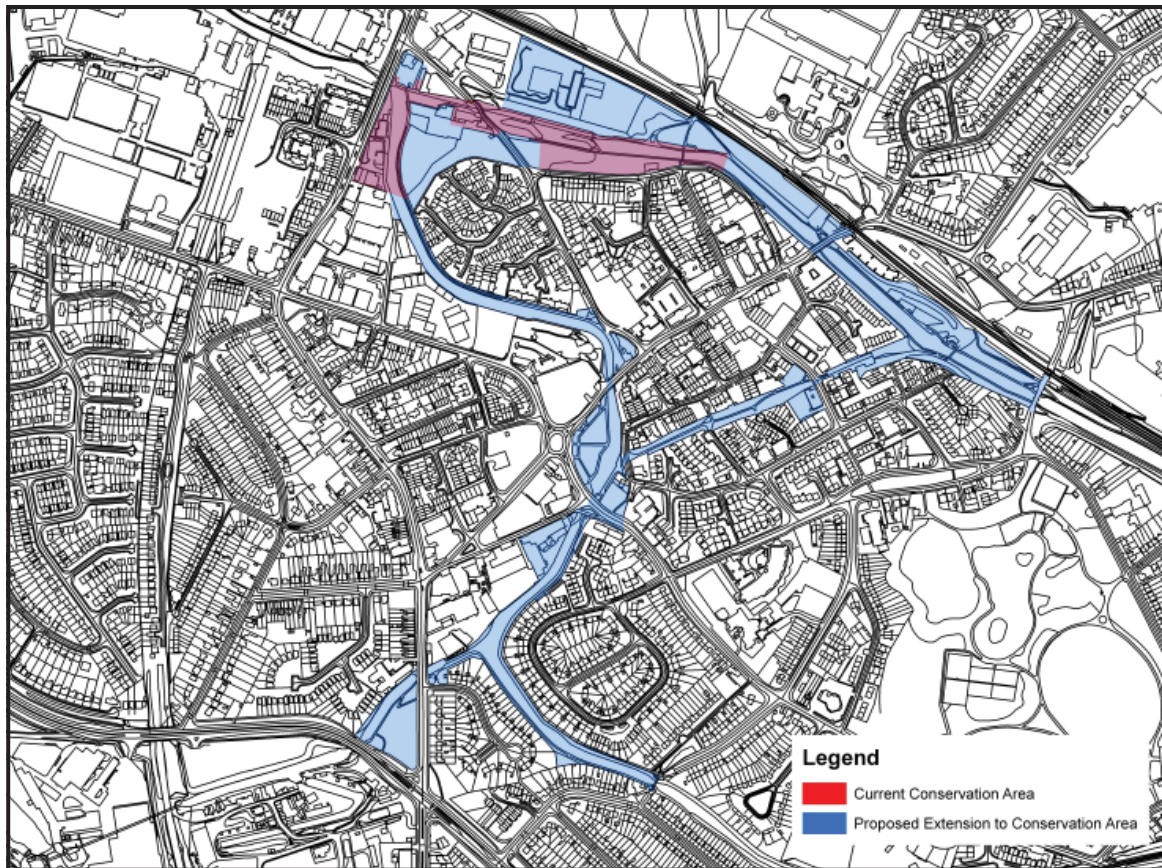 Legend
Current Conservation Area
Proposed Extension to Conservation Area